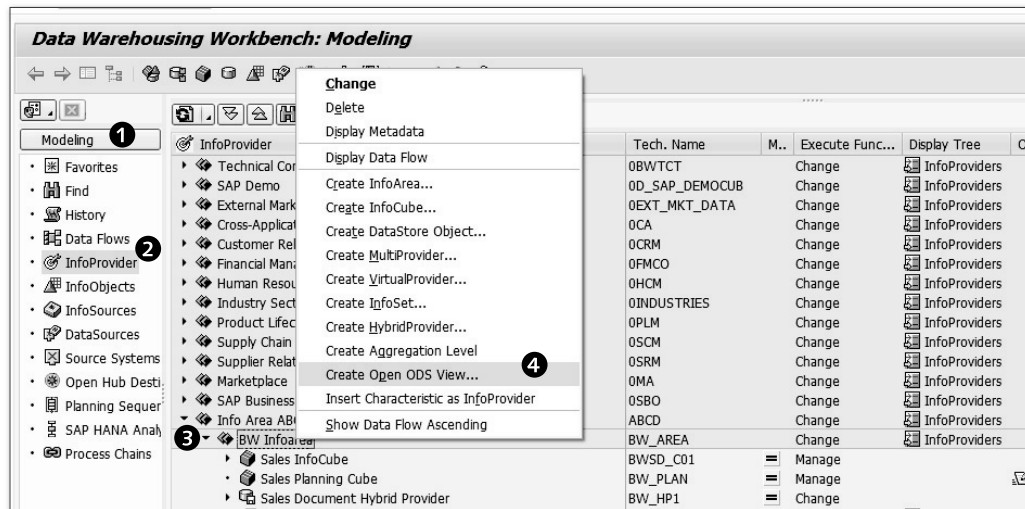 Data Warehousing Workbench: Modeling
Modeling 1
Favorites
Find
History
Data Flows
2
InfoProvider
InfoObjects
InfoSources
DataSources
Source Systems
Open Hub Desti
Planning Sequer
SAP HANA Analy
Process Chains
Change
Delete
Display Metadata
Display Data Flow
Create InfoArea...
Create InfoCube...
Create DataStore Object...
Create MultiProvider...
Create VirtualProvider...
Create InfoSet...
Create HybridProvider...
Create Aggregation Level
Create Open ODS View... 4
Insert Characteristic as InfoProvider
Show Data Flow Ascending
InfoProvider Tech. Name M.. Execute Func... Display Tree
Technical Cor 0BWTCT Change InfoProviders
SAP Demo 0D_SAP_DEMOCUB Change InfoProviders
External Mark 0EXT_MKT_DATA Change InfoProviders
Cross-Applicat 0CA Change InfoProviders
Customer Rel 0CRM Change InfoProviders
Financial Mana 0FMCO Change InfoProviders
Human Resou 0HCM Change InfoProviders
Industry Sect 0INDUSTRIES Change InfoProviders
Product Lifec 0PLM Change InfoProviders
Supply Chain 0SCM Change InfoProviders
Supplier Relat 0SRM Change InfoProviders
Marketplace 0MA Change InfoProviders
SAP Business 0SBO Change InfoProviders
Info Area ABC ABCD Change InfoProviders
3 BW Infoarea BW_AREA Change InfoProviders
Sales InfoCube BWSD_C01 = Manage
Sales Planning Cube BW_PLAN = Manage
Sales Document Hybrid Provider BW_HP1 = Change